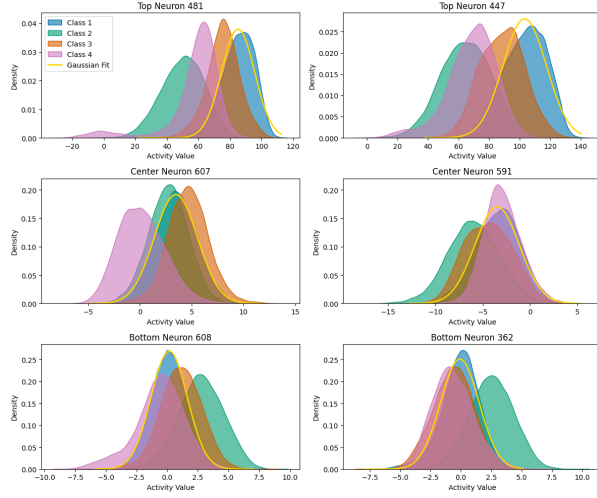 Top Neuron 481
Class 1
Class 2
Class 3
Class 4
Gaussian Fit
Density
0.04
0.03
0.02
0.01
0.00
−20 0 20 40 60 80 100 120
Activity Value
Top Neuron 447
Density
0.025
0.020
0.015
0.010
0.005
0.000
0 20 40 60 80 100 120 140
Activity Value
Center Neuron 607
Density
0.20
0.15
0.10
0.05
0.00
−5 0 5 10 15
Activity Value
Center Neuron 591
Density
0.20
0.15
0.10
0.05
0.00
−15 −10 −5 0 5
Activity Value
Bottom Neuron 608
Density
0.25
0.20
0.15
0.10
0.05
0.00
−10.0 −7.5 −5.0 −2.5 0.0 2.5 5.0 7.5 10.0
Activity Value
Bottom Neuron 362
Density
0.25
0.20
0.15
0.10
0.05
0.00
−7.5 −5.0 −2.5 0.0 2.5 5.0 7.5 10.0
Activity Value